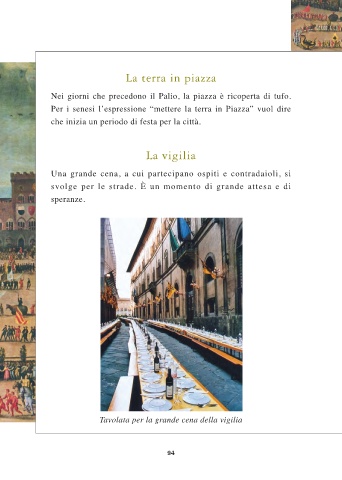 La terra in piazza
Nei giorni che precedono il Palio, la piazza è ricoperta di tufo.
Per i senesi l'espressione “mettere la terra in Piazza” vuol dire
che inizia un periodo di festa per la città.
La vigilia
Una grande cena, a cui partecipano ospiti e contradaioli, si
svolge per le strade. È un momento di grande attesa e di
speranze.
Tavolata per la grande cena della vigilia
94